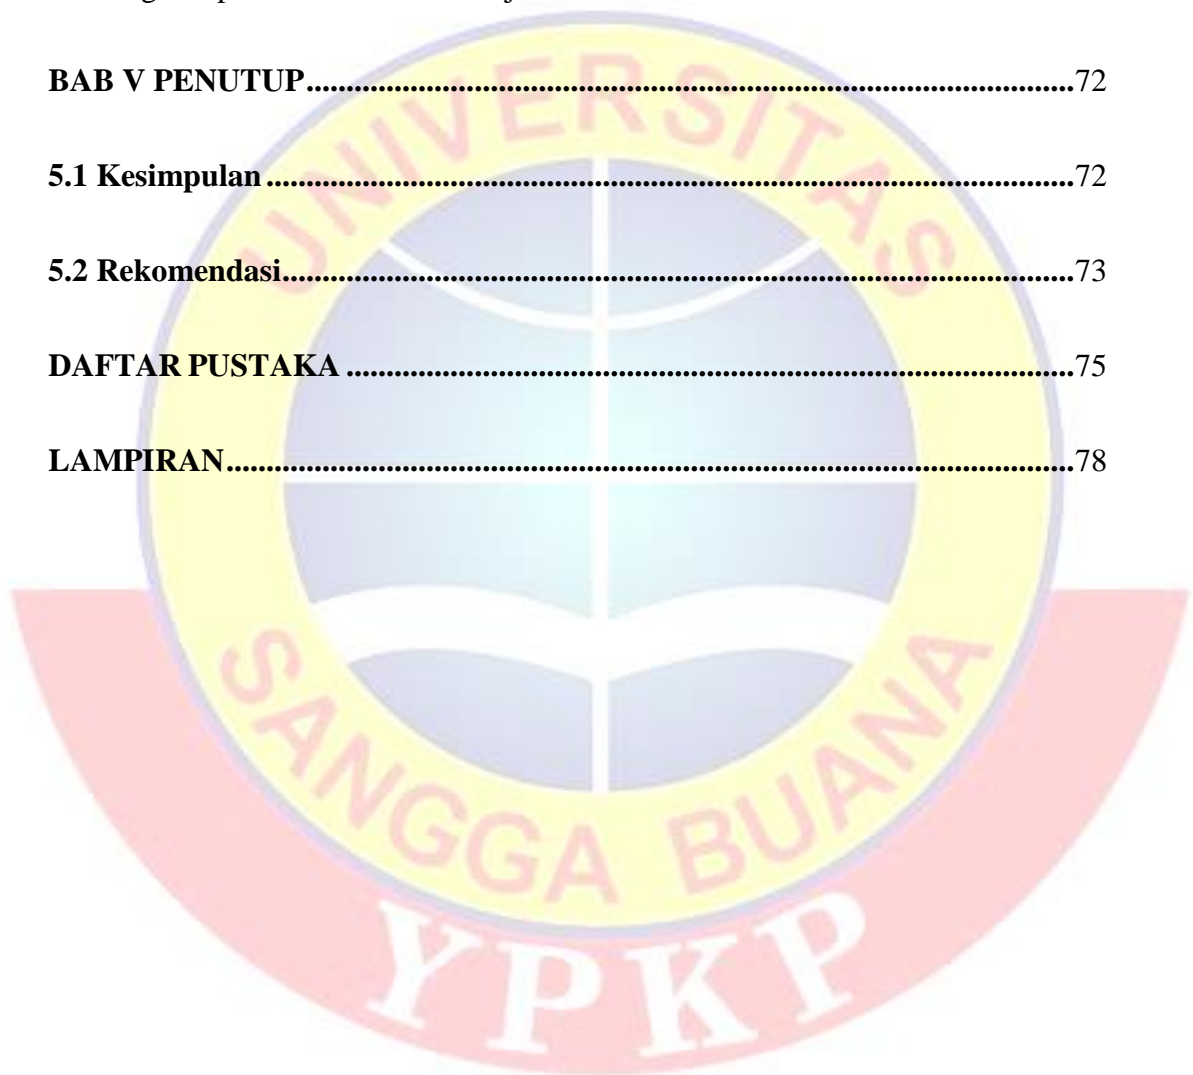 BAB V PENUTUP.......................................................................................................................72
5.1 Kesimpulan.............................................................................................................................72
5.2 Rekomendasi..........................................................................................................................73
DAFTAR PUSTAKA.................................................................................................................75
LAMPIRAN...................................................................................................................................78
UNIVERSITAS
SANGGA BUANA
YPKP